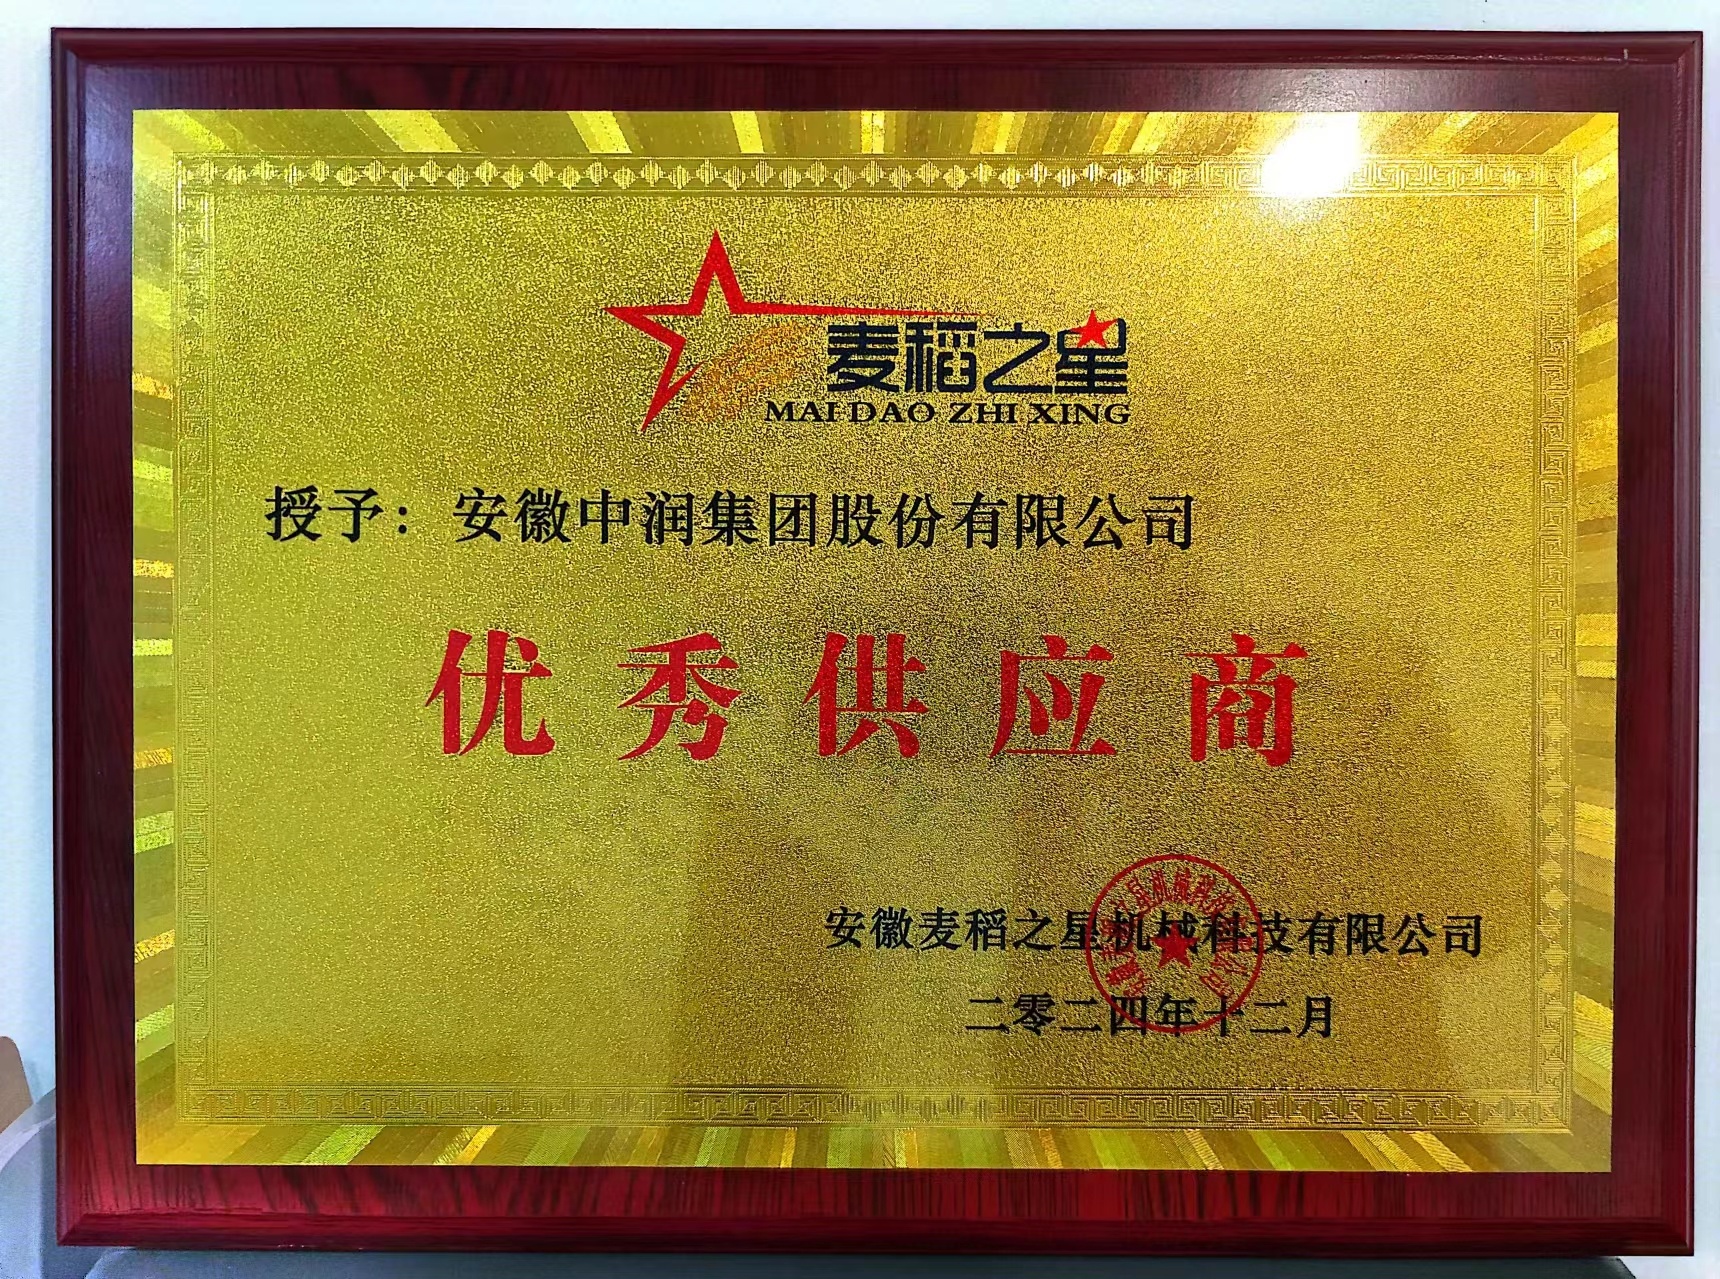 麦稻之星
MAI DAO ZHI XING
授予：安徽中润集团股份有限公司
优秀供应商
安徽麦稻之星机械科技有限公司
二零二四年十二月